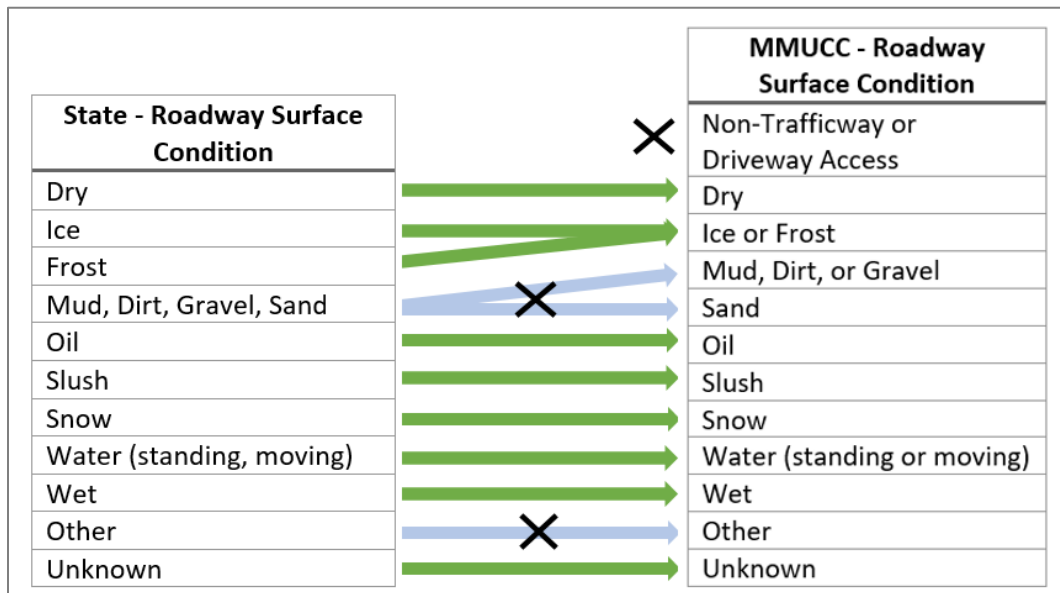 State - Roadway Surface
Condition
Dry
Ice
Frost
Mud, Dirt, Gravel, Sand
Oil
Slush
Snow
Water (standing, moving)
Wet
Other
Unknown
MMUCC - Roadway
Surface Condition
Non-Trafficway or
Driveway Access
Dry
Ice or Frost
Mud, Dirt, or Gravel
Sand
Oil
Slush
Snow
Water (standing or moving)
Wet
Other
Unknown